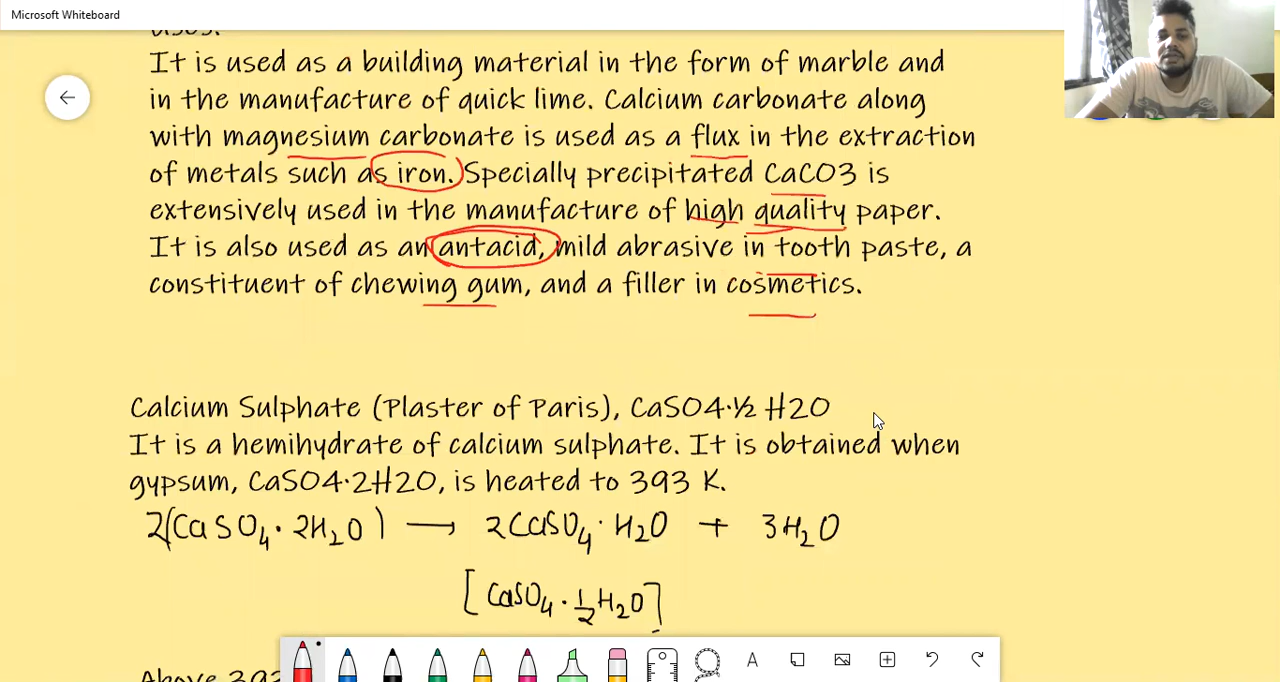 Microsoft Whiteboard
uses:
It is used as a building material in the form of marble and
in the manufacture of quick lime. Calcium carbonate along
with magnesium carbonate is used as a flux in the extraction
of metals such as iron. Specially precipitated CaCO3 is
extensively used in the manufacture of high quality paper.
It is also used as an antacid, mild abrasive in tooth paste, a
constituent of chewing gum, and a filler in cosmetics.
Calcium Sulphate (Plaster of Paris), CaSO4·½ H2O
It is a hemihydrate of calcium sulphate. It is obtained when
gypsum, CaSO4·2H2O, is heated to 393 K.
2(CaSO₄·2H₂O) → 2CaSO₄·H₂O + 3H₂O
[CaSO₄·½H₂O]
Above 393
A